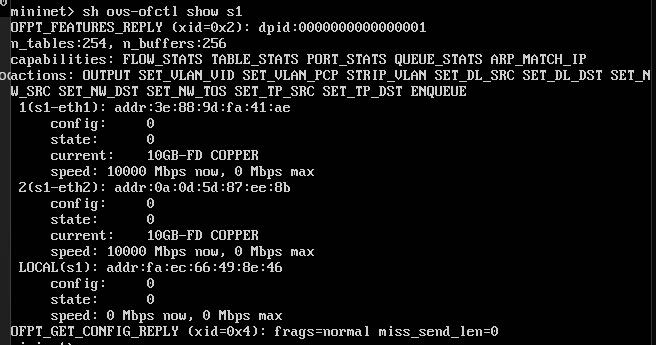 mininet> sh ovs-ofctl show s1
OFPT_FEATURES_REPLY (xid=0x2): dpid:0000000000000001
n_tables:254, n_buffers:256
capabilities: FLOW_STATS TABLE_STATS PORT_STATS QUEUE_STATS ARP_MATCH_IP
actions: OUTPUT SET_VLAN_VID SET_VLAN_PCP STRIP_VLAN SET_DL_SRC SET_DL_DST SET_N
W_SRC SET_NW_DST SET_NW_TOS SET_TP_SRC SET_TP_DST ENQUEUE
 1(s1-eth1): addr:3e:88:9d:fa:41:ae
     config:     0
     state:      0
     current:    10GB-FD COPPER
     speed: 10000 Mbps now, 0 Mbps max
 2(s1-eth2): addr:0a:0d:5d:87:ee:8b
     config:     0
     state:      0
     current:    10GB-FD COPPER
     speed: 10000 Mbps now, 0 Mbps max
 LOCAL(s1): addr:fa:ec:66:49:8e:46
     config:     0
     state:      0
     speed: 0 Mbps now, 0 Mbps max
OFPT_GET_CONFIG_REPLY (xid=0x4): frags=normal miss_send_len=0
mininet>